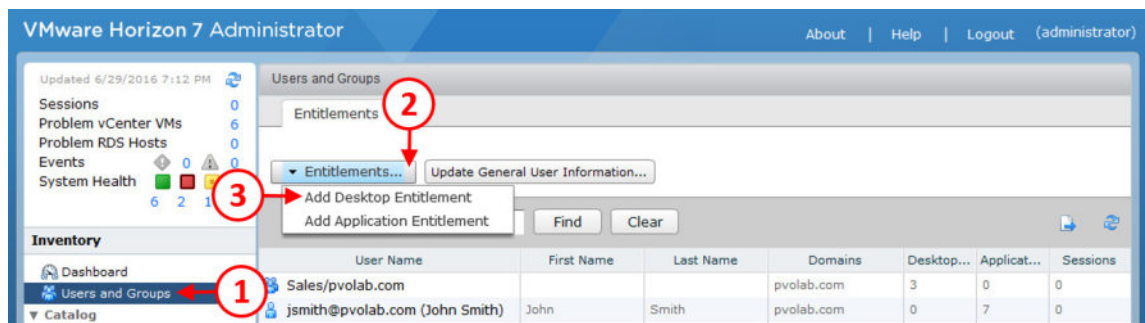 VMware Horizon 7 Administrator
About | Help | Logout (administrator)
Updated 6/29/2016 7:12 PM
Sessions 0
Problem vCenter VMs 6
Problem RDS Hosts 0
Events 0 0
System Health
6 2 1
Inventory
Dashboard
Users and Groups
1
Catalog
Users and Groups
Entitlements
2
Entitlements...
Update General User Information...
3
Add Desktop Entitlement
Add Application Entitlement
Find
Clear
User Name First Name Last Name Domains Desktop... Applicat... Sessions
Sales/pvolab.com pvolab.com 3 0 0
jsmith@pvolab.com (John Smith) John Smith pvolab.com 0 7 0